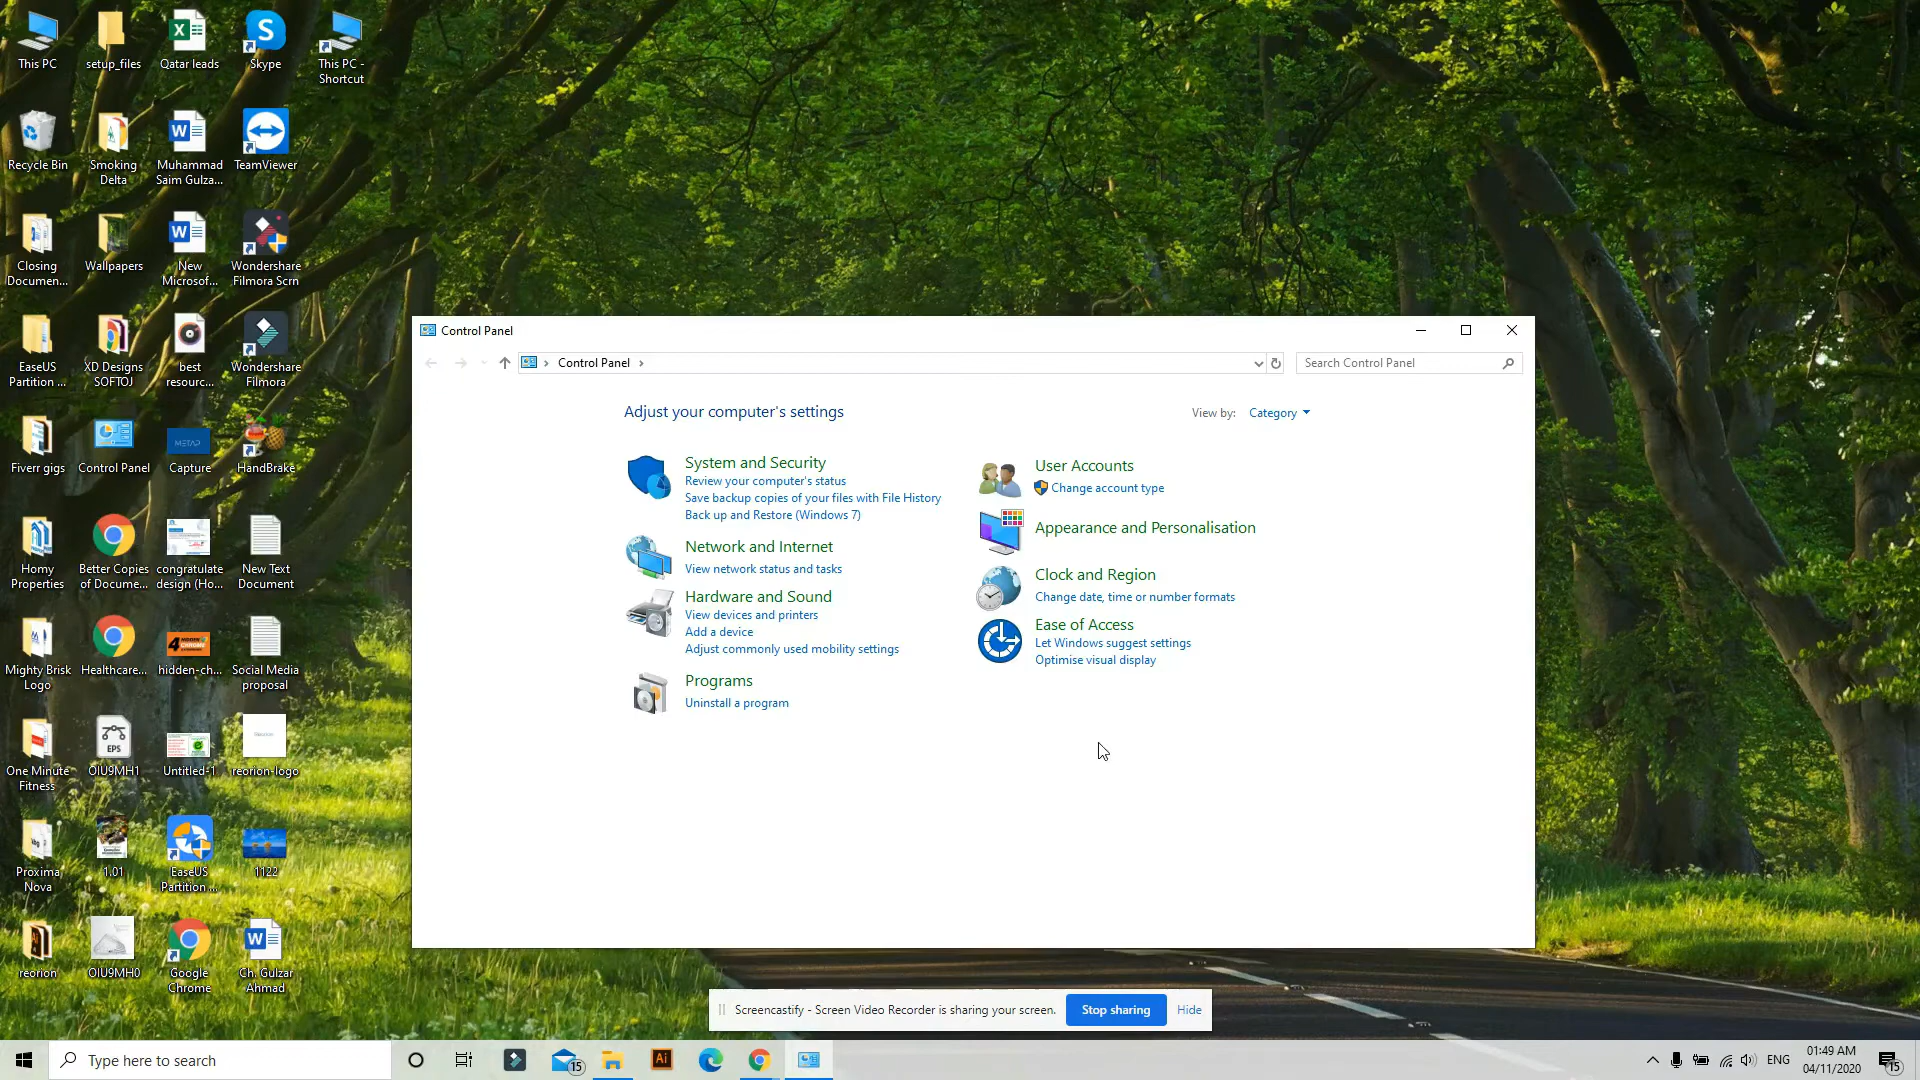 This PC
setup_files
Qatar leads
Skype
This PC -
Shortcut
Recycle Bin
Smoking
Delta
Muhammad
Saim Gulza...
TeamViewer
Closing
Documen...
Wallpapers
New
Microsof...
Wondershare
Filmora Scrn
EaseUS
Partition ...
XD Designs
SOFTOJ
best
resourc...
Wondershare
Filmora
Fiverr gigs
Control Panel
METAP
Capture
HandBrake
Homy
Properties
Better Copies
of Docume...
congratulate
design (Ho...
New Text
Document
Mighty Brisk
Logo
Healthcare...
hidden-ch...
Social Media
proposal
One Minute
Fitness
EPS
OIU9MH1
Untitled-1
reorion-logo
Proxima
Nova
1.01
EaseUS
Partition ...
1122
reorion
OIU9MH0
Google
Chrome
Ch. Gulzar
Ahmad
Control Panel
Control Panel
Search Control Panel
Adjust your computer's settings
View by: Category
System and Security
Review your computer's status
Save backup copies of your files with File History
Back up and Restore (Windows 7)
Network and Internet
View network status and tasks
Hardware and Sound
View devices and printers
Add a device
Adjust commonly used mobility settings
Programs
Uninstall a program
User Accounts
Change account type
Appearance and Personalisation
Clock and Region
Change date, time or number formats
Ease of Access
Let Windows suggest settings
Optimise visual display
Screencastify - Screen Video Recorder is sharing your screen. Stop sharing Hide
Type here to search
15
Ai
ENG
01:49 AM
04/11/2020
15